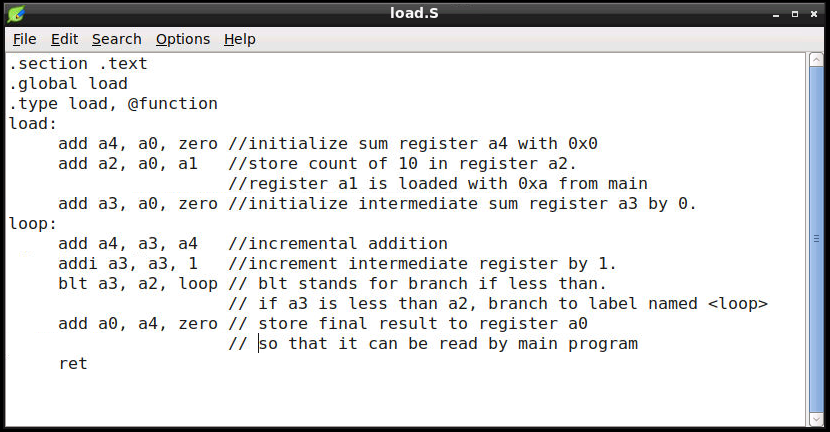 load.S
File Edit Search Options Help
.section .text
.global load
.type load, @function
load:
     add a4, a0, zero //initialize sum register a4 with 0x0
     add a2, a0, a1   //store count of 10 in register a2.
                      //register a1 is loaded with 0xa from main
     add a3, a0, zero //initialize intermediate sum register a3 by 0.
loop:
     add a4, a3, a4   //incremental addition
     addi a3, a3, 1   //increment intermediate register by 1.
     blt a3, a2, loop // blt stands for branch if less than.
                      // if a3 is less than a2, branch to label named <loop>
     add a0, a4, zero // store final result to register a0
                      // so that it can be read by main program
     ret